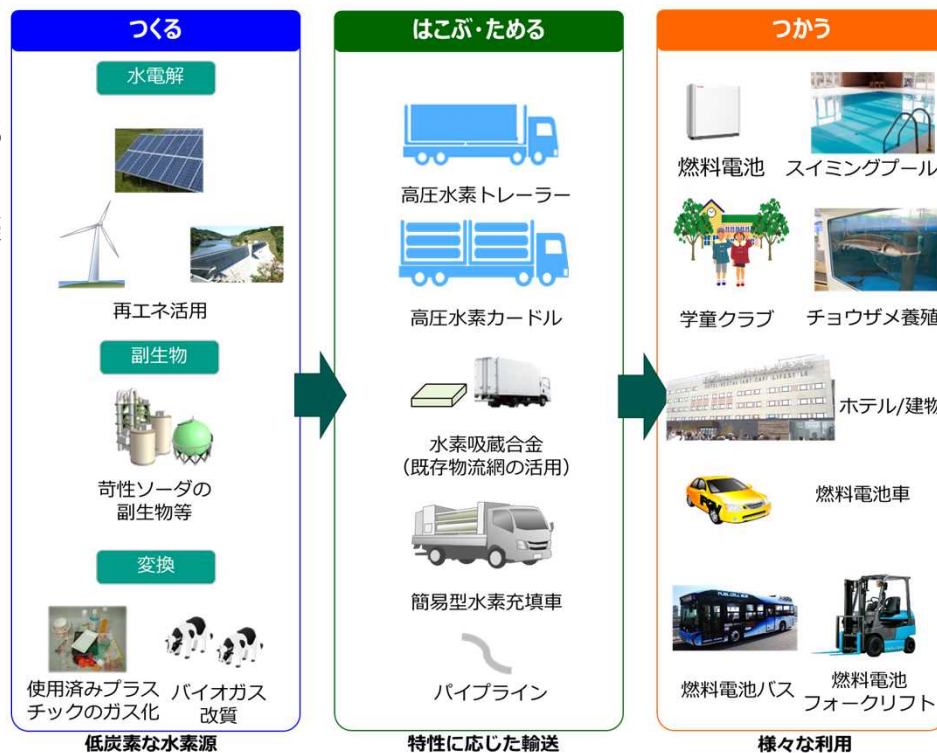 つくる
水電解
再エネ活用
副生物
苛性ソーダの
副生物等
変換
使用済みプラス
チックのガス化
バイオガス
改質
低炭素な水素源
はこぶ・ためる
高圧水素トレーラー
高圧水素カードル
水素吸蔵合金
(既存物流網の活用)
簡易型水素充填車
パイプライン
特性に応じた輸送
つかう
燃料電池
スイミングプール
学童クラブ
チョウザメ養殖
ホテル/建物
燃料電池車
FUEL CELL BUS
燃料電池バス
燃料電池
フォークリフト
様々な利用